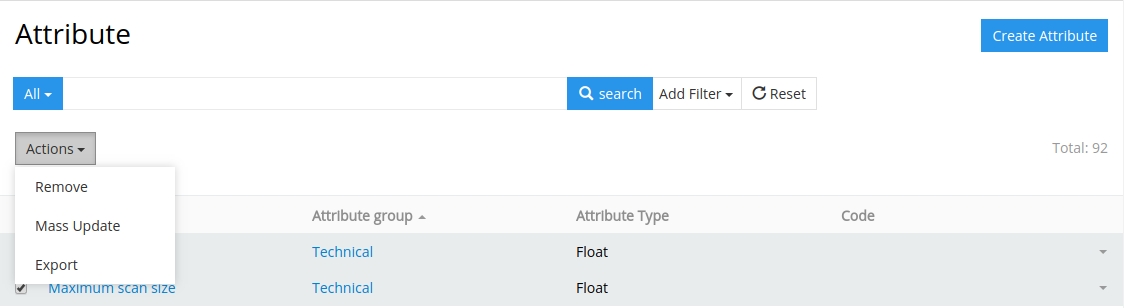 Attribute
Create Attribute
All
search
Add Filter
Reset
Actions
Total: 92
Remove
Mass Update
Export
Attribute group
Attribute Type
Code
Technical
Float
Maximum scan size
Technical
Float